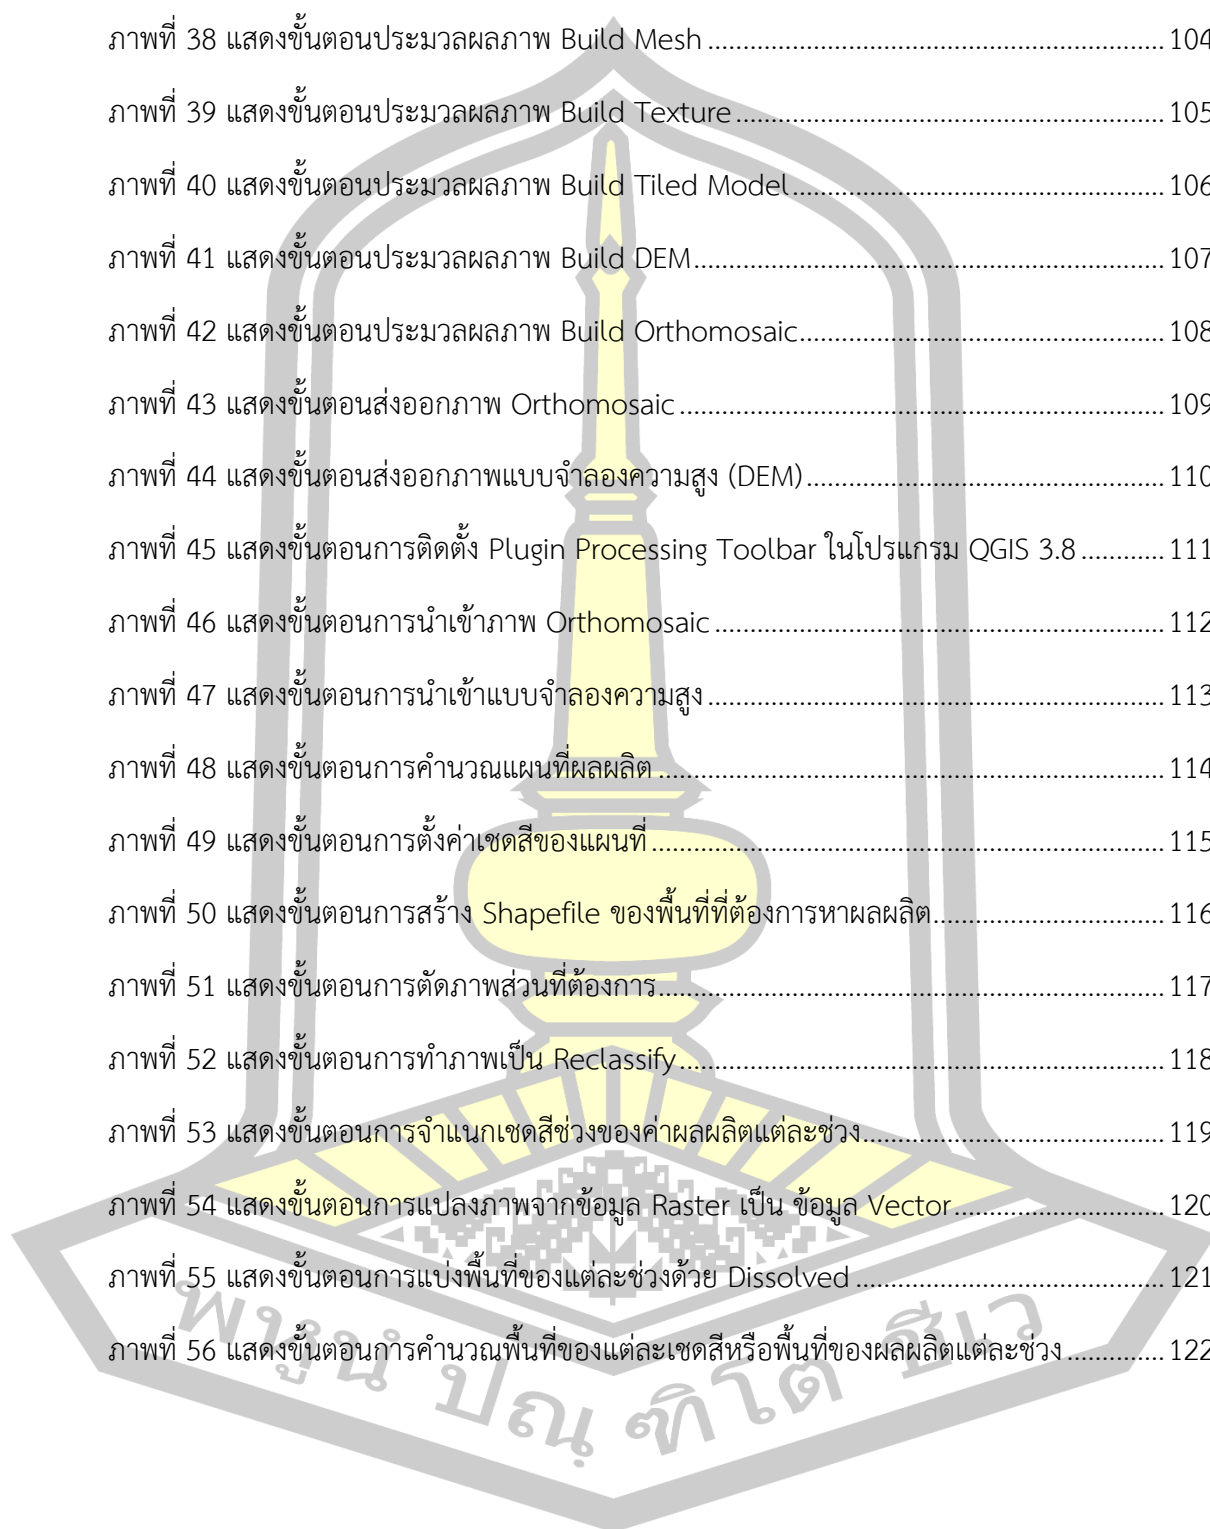 ภาพที่ 38 แสดงขั้นตอนประมวลผลภาพ Build Mesh ........................................................................ 104
ภาพที่ 39 แสดงขั้นตอนประมวลผลภาพ Build Texture .................................................................... 105
ภาพที่ 40 แสดงขั้นตอนประมวลผลภาพ Build Tiled Model ........................................................... 106
ภาพที่ 41 แสดงขั้นตอนประมวลผลภาพ Build DEM .......................................................................... 107
ภาพที่ 42 แสดงขั้นตอนประมวลผลภาพ Build Orthomosaic .......................................................... 108
ภาพที่ 43 แสดงขั้นตอนส่งออกภาพ Orthomosaic ............................................................................. 109
ภาพที่ 44 แสดงขั้นตอนส่งออกภาพแบบจำลองความสูง (DEM) ......................................................... 110
ภาพที่ 45 แสดงขั้นตอนการติดตั้ง Plugin Processing Toolbar ในโปรแกรม QGIS 3.8 ............. 111
ภาพที่ 46 แสดงขั้นตอนการนำเข้าภาพ Orthomosaic ....................................................................... 112
ภาพที่ 47 แสดงขั้นตอนการนำเข้าแบบจำลองความสูง ........................................................................ 113
ภาพที่ 48 แสดงขั้นตอนการคำนวณแผนที่ผลผลิต ................................................................................ 114
ภาพที่ 49 แสดงขั้นตอนการตั้งค่าเชดสีของแผนที่ ................................................................................. 115
ภาพที่ 50 แสดงขั้นตอนการสร้าง Shapefile ของพื้นที่ที่ต้องการหาผลผลิต ..................................... 116
ภาพที่ 51 แสดงขั้นตอนการตัดภาพส่วนที่ต้องการ ................................................................................ 117
ภาพที่ 52 แสดงขั้นตอนการทำภาพเป็น Reclassify ............................................................................. 118
ภาพที่ 53 แสดงขั้นตอนการจำแนกเชดสีช่วงของค่าผลผลิตแต่ละช่วง ................................................ 119
ภาพที่ 54 แสดงขั้นตอนการแปลงภาพจากข้อมูล Raster เป็น ข้อมูล Vector .................................. 120
ภาพที่ 55 แสดงขั้นตอนการแบ่งพื้นที่ของแต่ละช่วงด้วย Dissolved ................................................. 121
ภาพที่ 56 แสดงขั้นตอนการคำนวณพื้นที่ของแต่ละเชดสีหรือพื้นที่ของผลผลิตแต่ละช่วง ............... 122
พหูนํ ปณฺฑิโต ชีเว